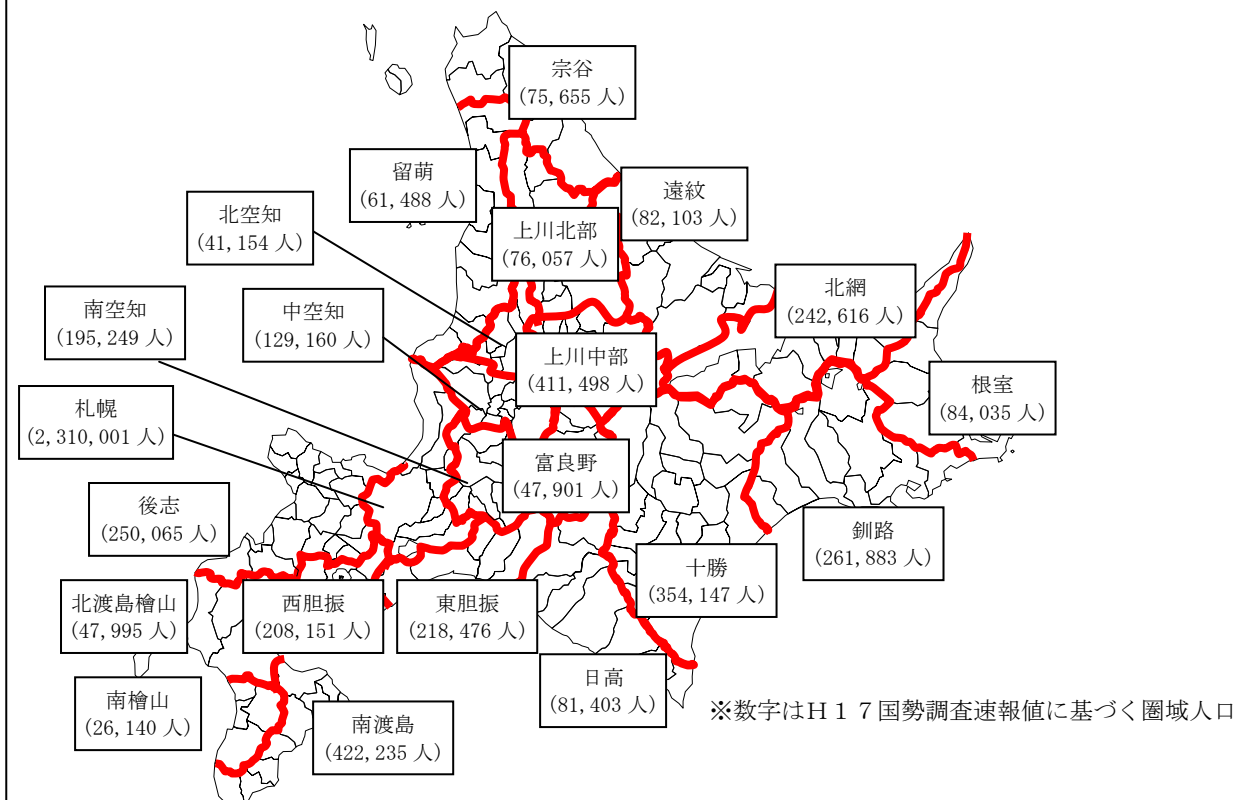 宗谷
(75,655 人)
留萌
(61,488 人)
遠紋
(82,103 人)
北空知
(41,154 人)
上川北部
(76,057 人)
北網
(242,616 人)
南空知
(195,249 人)
中空知
(129,160 人)
上川中部
(411,498 人)
根室
(84,035 人)
札幌
(2,310,001 人)
富良野
(47,901 人)
後志
(250,065 人)
釧路
(261,883 人)
十勝
(354,147 人)
北渡島檜山
(47,995 人)
西胆振
(208,151 人)
東胆振
(218,476 人)
日高
(81,403 人)
南檜山
(26,140 人)
南渡島
(422,235 人)
※数字はH17国勢調査速報値に基づく圏域人口